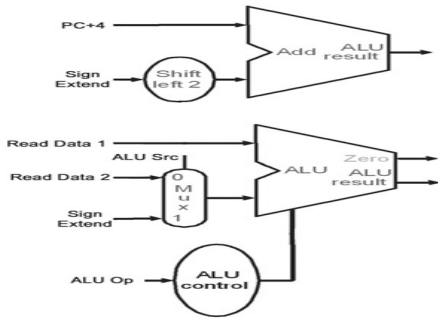 PC+4
Add
ALU
result
Sign
Extend
Shift
left 2
Read Data 1
ALU Src
Read Data 2
0
M
u
x
1
Sign
Extend
ALU
Zero
ALU
result
ALU Op
ALU
control